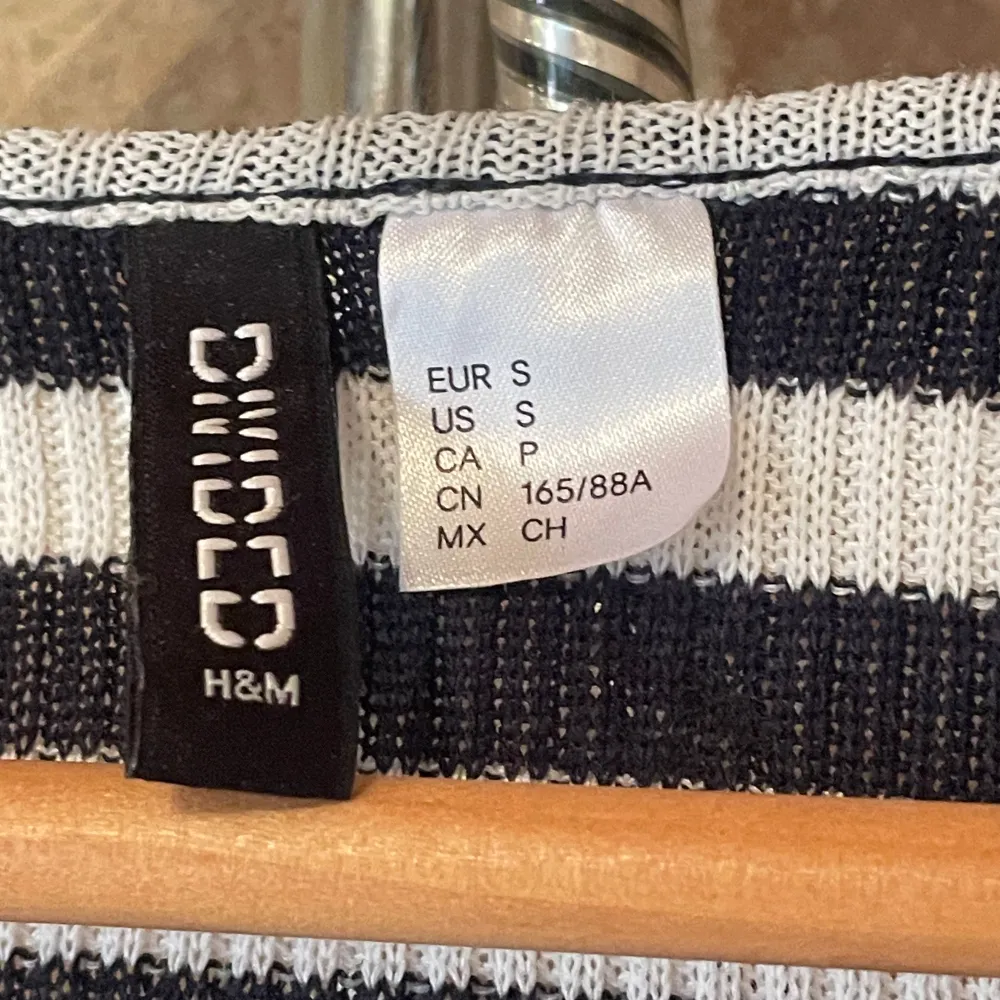 DIVIDED
H&M
EUR S
US S
CA P
CN 165/88A
MX CH